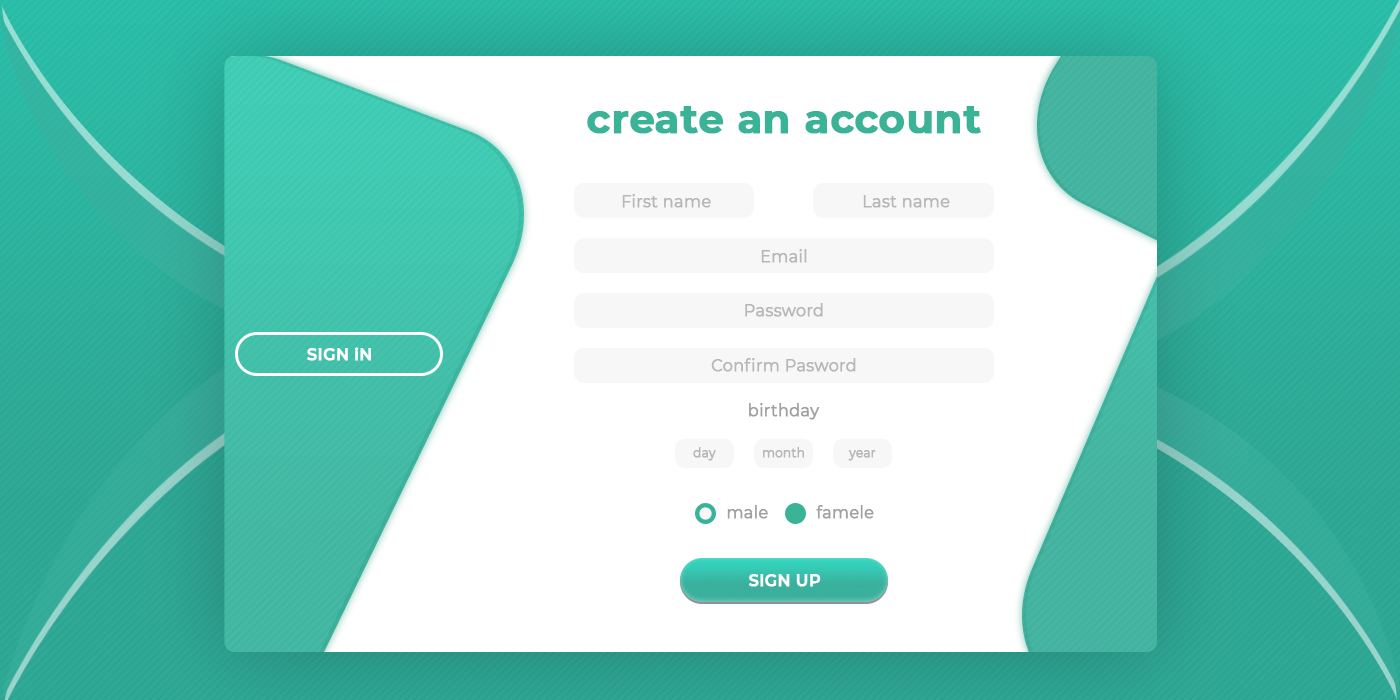 create an account
First name
Last name
Email
Password
Confirm Pasword
birthday
day
month
year
male
famele
SIGN IN
SIGN UP